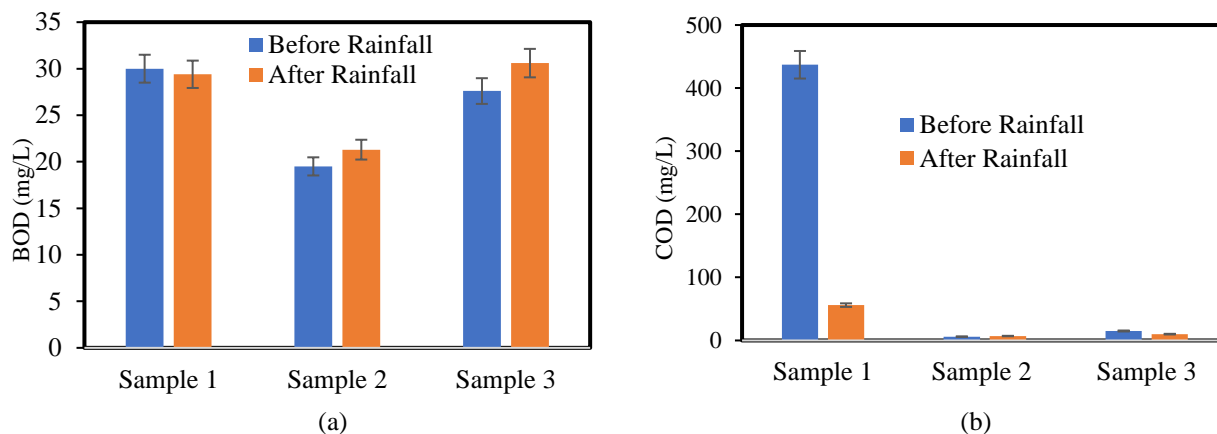 35
30
25
20
15
10
5
0
BOD (mg/L)
Before Rainfall
After Rainfall
Sample 1 Sample 2 Sample 3
(a)
500
400
300
200
100
0
COD (mg/L)
Before Rainfall
After Rainfall
Sample 1 Sample 2 Sample 3
(b)